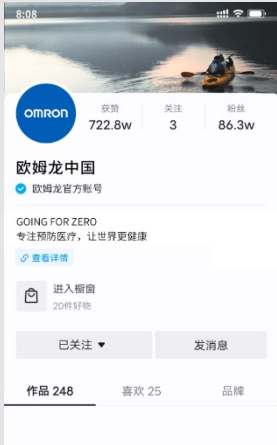 8:08
OMRON
获赞
722.8w
关注
3
粉丝
86.3w
欧姆龙中国
欧姆龙官方账号
GOING FOR ZERO
专注预防医疗，让世界更健康
查看详情
进入橱窗
20件好物
已关注 ▼
发消息
作品 248
喜欢 25
品牌